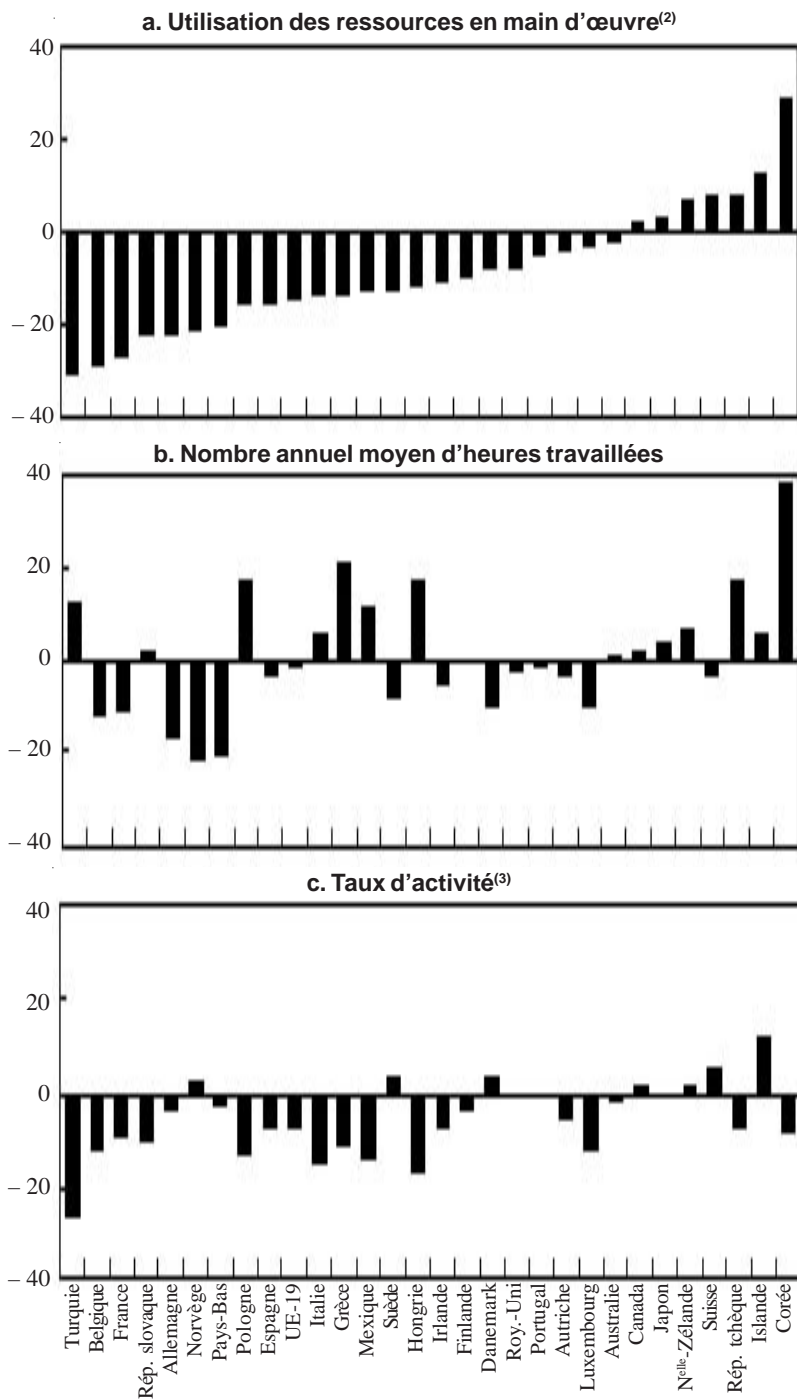 a. Utilisation des ressources en main d'œuvre(2)
40
20
0
– 20
– 40
b. Nombre annuel moyen d'heures travaillées
40
20
0
– 20
– 40
c. Taux d'activité(3)
40
20
0
– 20
– 40
Turquie
Belgique
France
Rép. slovaque
Allemagne
Norvège
Pays-Bas
Pologne
Espagne
UE-19
Italie
Grèce
Mexique
Suède
Hongrie
Irlande
Finlande
Danemark
Roy.-Uni
Portugal
Autriche
Luxembourg
Australie
Canada
Japon
Nelle-Zélande
Suisse
Rép. tchèque
Islande
Corée